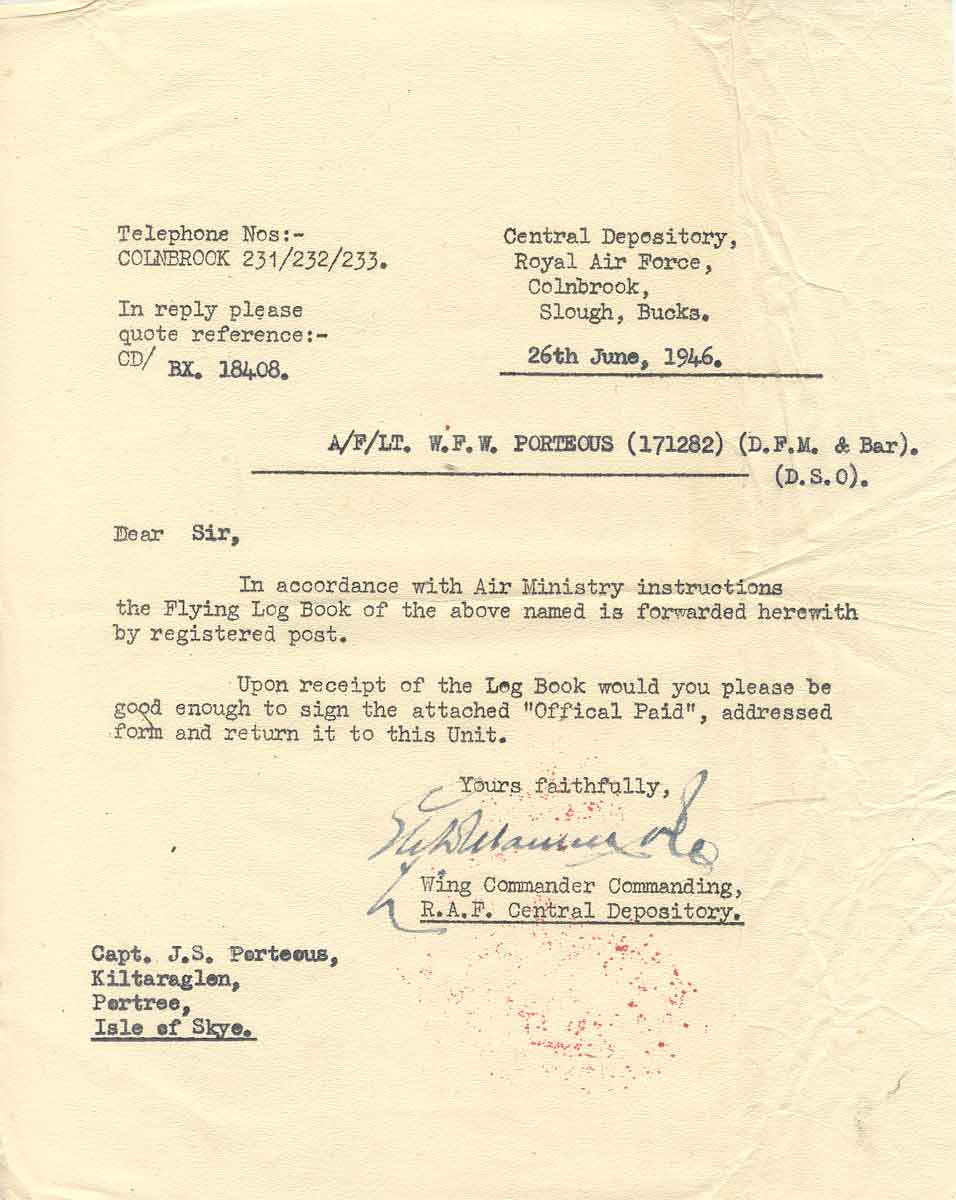 Telephone Nos:-
COLNBROOK 231/232/233.
In reply please
quote reference:-
CD/ BX. 18408.
Central Depository,
Royal Air Force,
Colnbrook,
Slough, Bucks.
26th June, 1946.
A/F/LT. W.F.W. PORTEOUS (171282) (D.F.M. & Bar).
(D.S.O).
Dear Sir,
In accordance with Air Ministry instructions
the Flying Log Book of the above named is forwarded herewith
by registered post.
Upon receipt of the Log Book would you please be
good enough to sign the attached "Offical Paid", addressed
form and return it to this Unit.
Yours faithfully,
Wing Commander Commanding,
R.A.F. Central Depository.
Capt. J.S. Porteous,
Kiltaraglen,
Portree,
Isle of Skye.